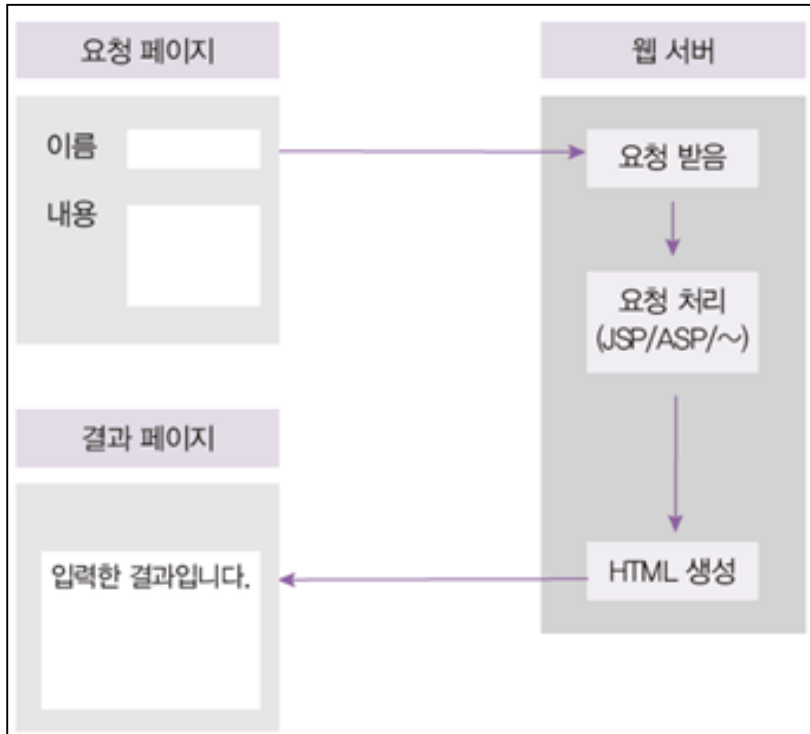 요청 페이지
웹 서버
이름
내용
요청 받음
요청 처리
(JSP/ASP/~)
결과 페이지
입력한 결과입니다.
HTML 생성